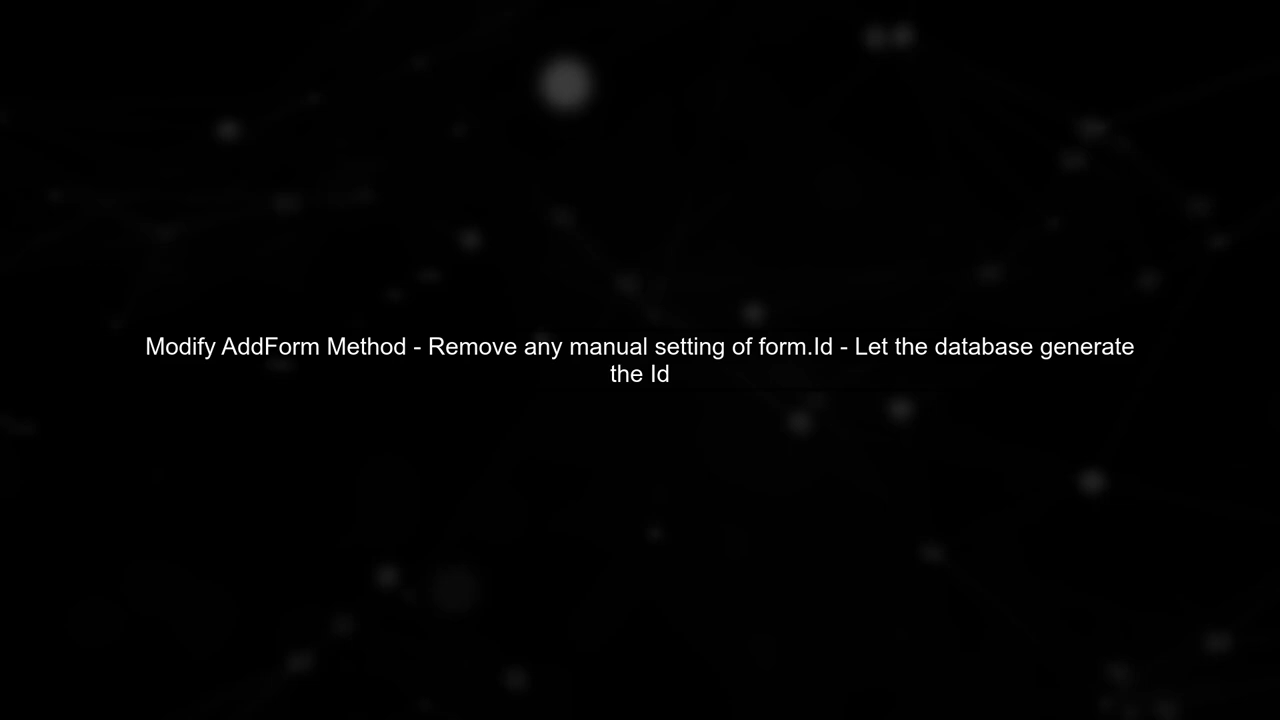 Modify AddForm Method - Remove any manual setting of form.Id - Let the database generate
the Id